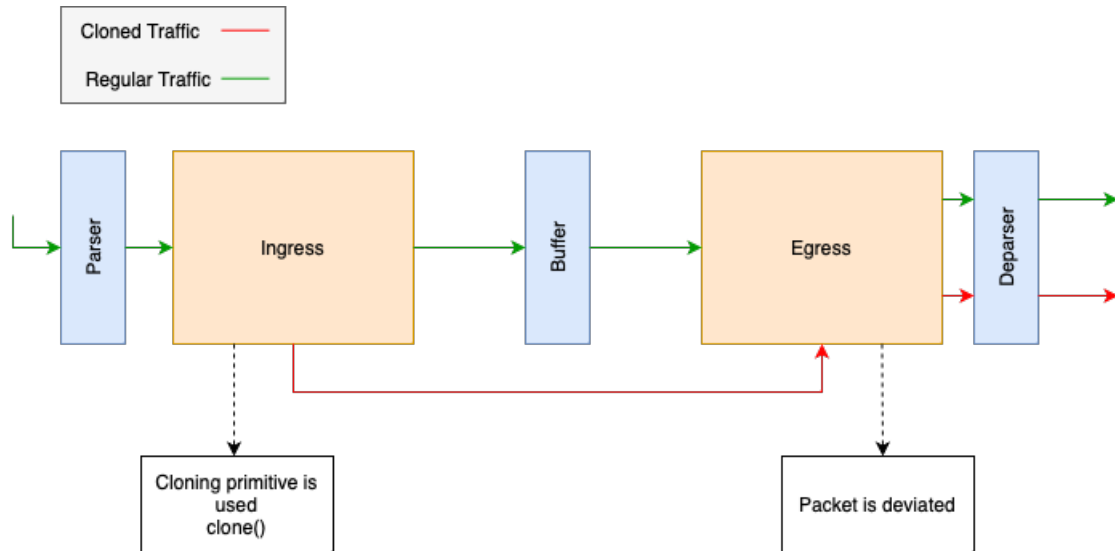 Cloned Traffic
Regular Traffic
Parser
Ingress
Buffer
Egress
Deparser
Cloning primitive is
used
clone()
Packet is deviated